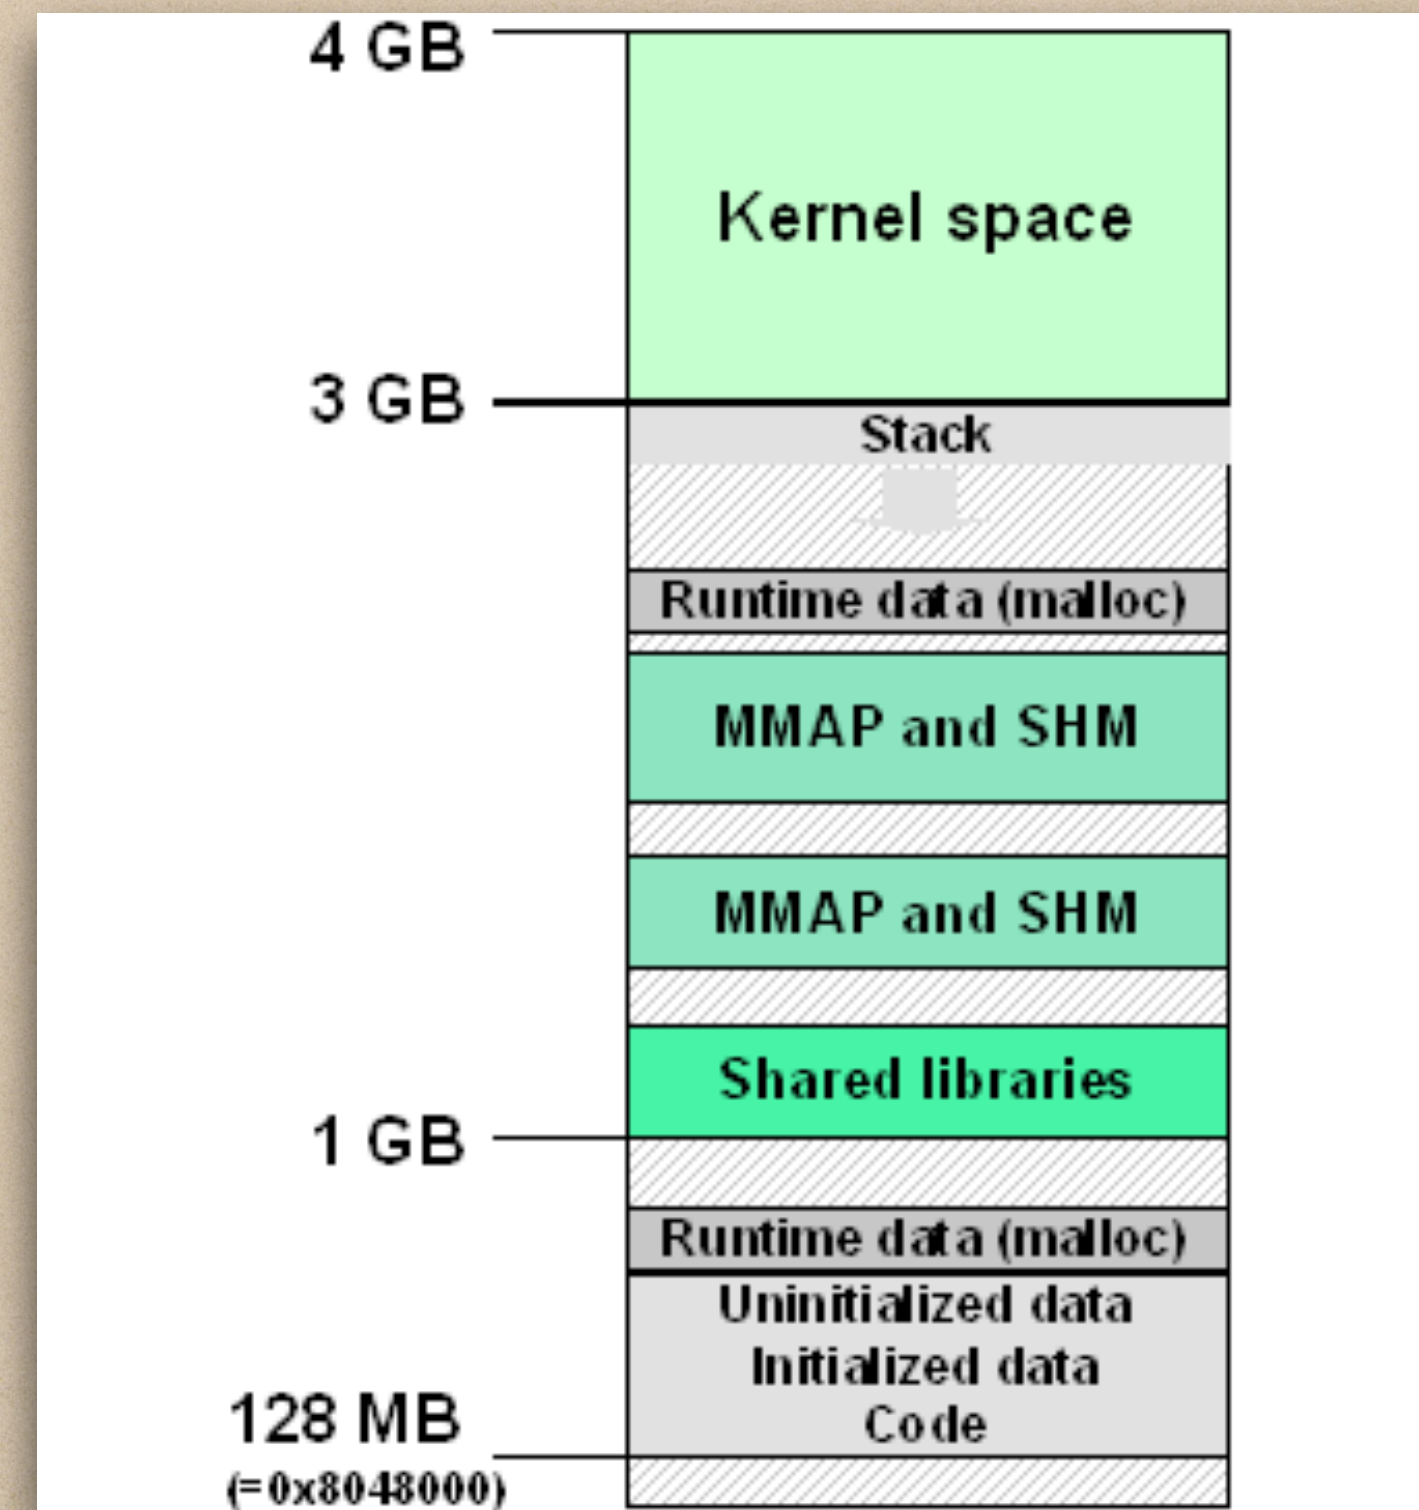 4 GB
Kernel space
3 GB
Stack
Runtime data (malloc)
MMAP and SHM
MMAP and SHM
Shared libraries
1 GB
Runtime data (malloc)
Uninitialized data
Initialized data
Code
128 MB
(=0x8048000)